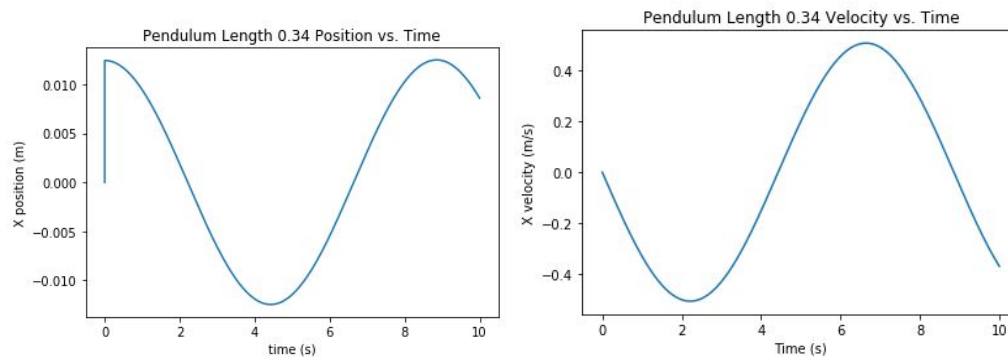 Pendulum Length 0.34 Position vs. Time
X position (m)
0.010
0.005
0.000
−0.005
−0.010
0 2 4 6 8 10
time (s)
Pendulum Length 0.34 Velocity vs. Time
X velocity (m/s)
0.4
0.2
0.0
−0.2
−0.4
0 2 4 6 8 10
Time (s)